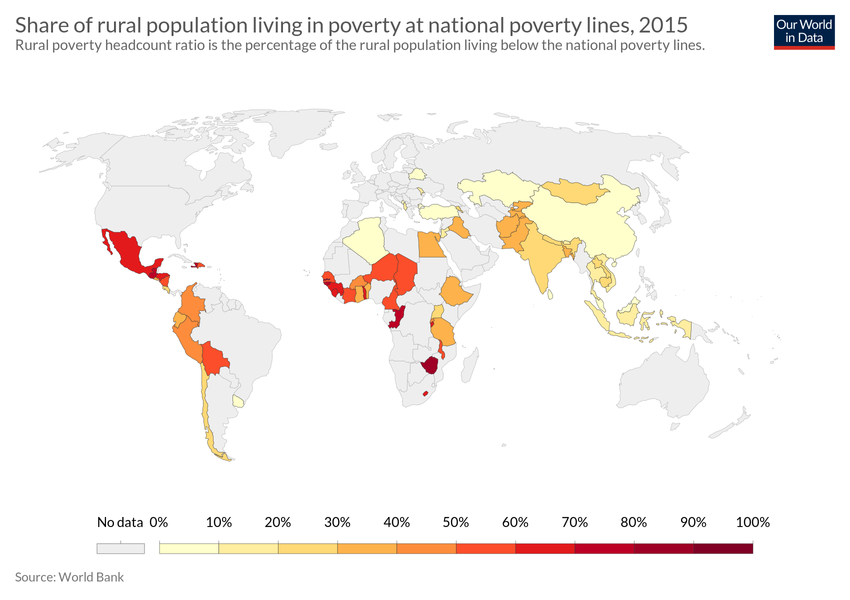 Share of rural population living in poverty at national poverty lines, 2015
Rural poverty headcount ratio is the percentage of the rural population living below the national poverty lines.
Our World
in Data
No data 0% 10% 20% 30% 40% 50% 60% 70% 80% 90% 100%
Source: World Bank